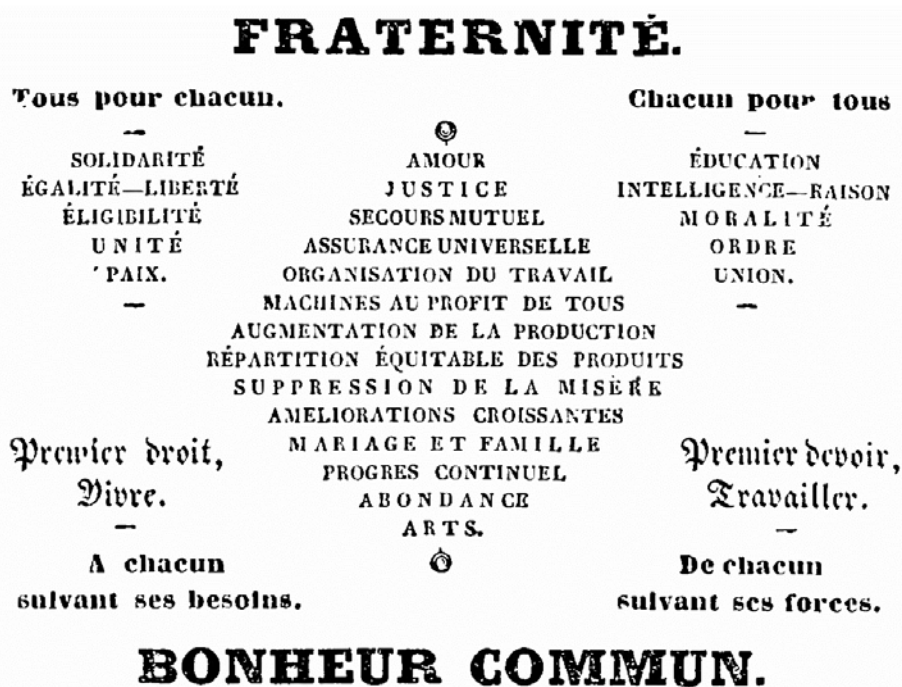 FRATERNITÉ.
Tous pour chacun.
SOLIDARITÉ
ÉGALITÉ—LIBERTÉ
ÉLIGIBILITÉ
UNITÉ
PAIX.
Premier droit,
Vivre.
A chacun
suivant ses besoins.
AMOUR
JUSTICE
SECOURS MUTUEL
ASSURANCE UNIVERSELLE
ORGANISATION DU TRAVAIL
MACHINES AU PROFIT DE TOUS
AUGMENTATION DE LA PRODUCTION
RÉPARTITION ÉQUITABLE DES PRODUITS
SUPPRESSION DE LA MISÈRE
AMELIORATIONS CROISSANTES
MARIAGE ET FAMILLE
PROGRES CONTINUEL
ABONDANCE
ARTS.
Chacun pour tous
ÉDUCATION
INTELLIGENCE—RAISON
MORALITÉ
ORDRE
UNION.
Premier devoir,
Travailler.
De chacun
suivant ses forces.
BONHEUR COMMUN.